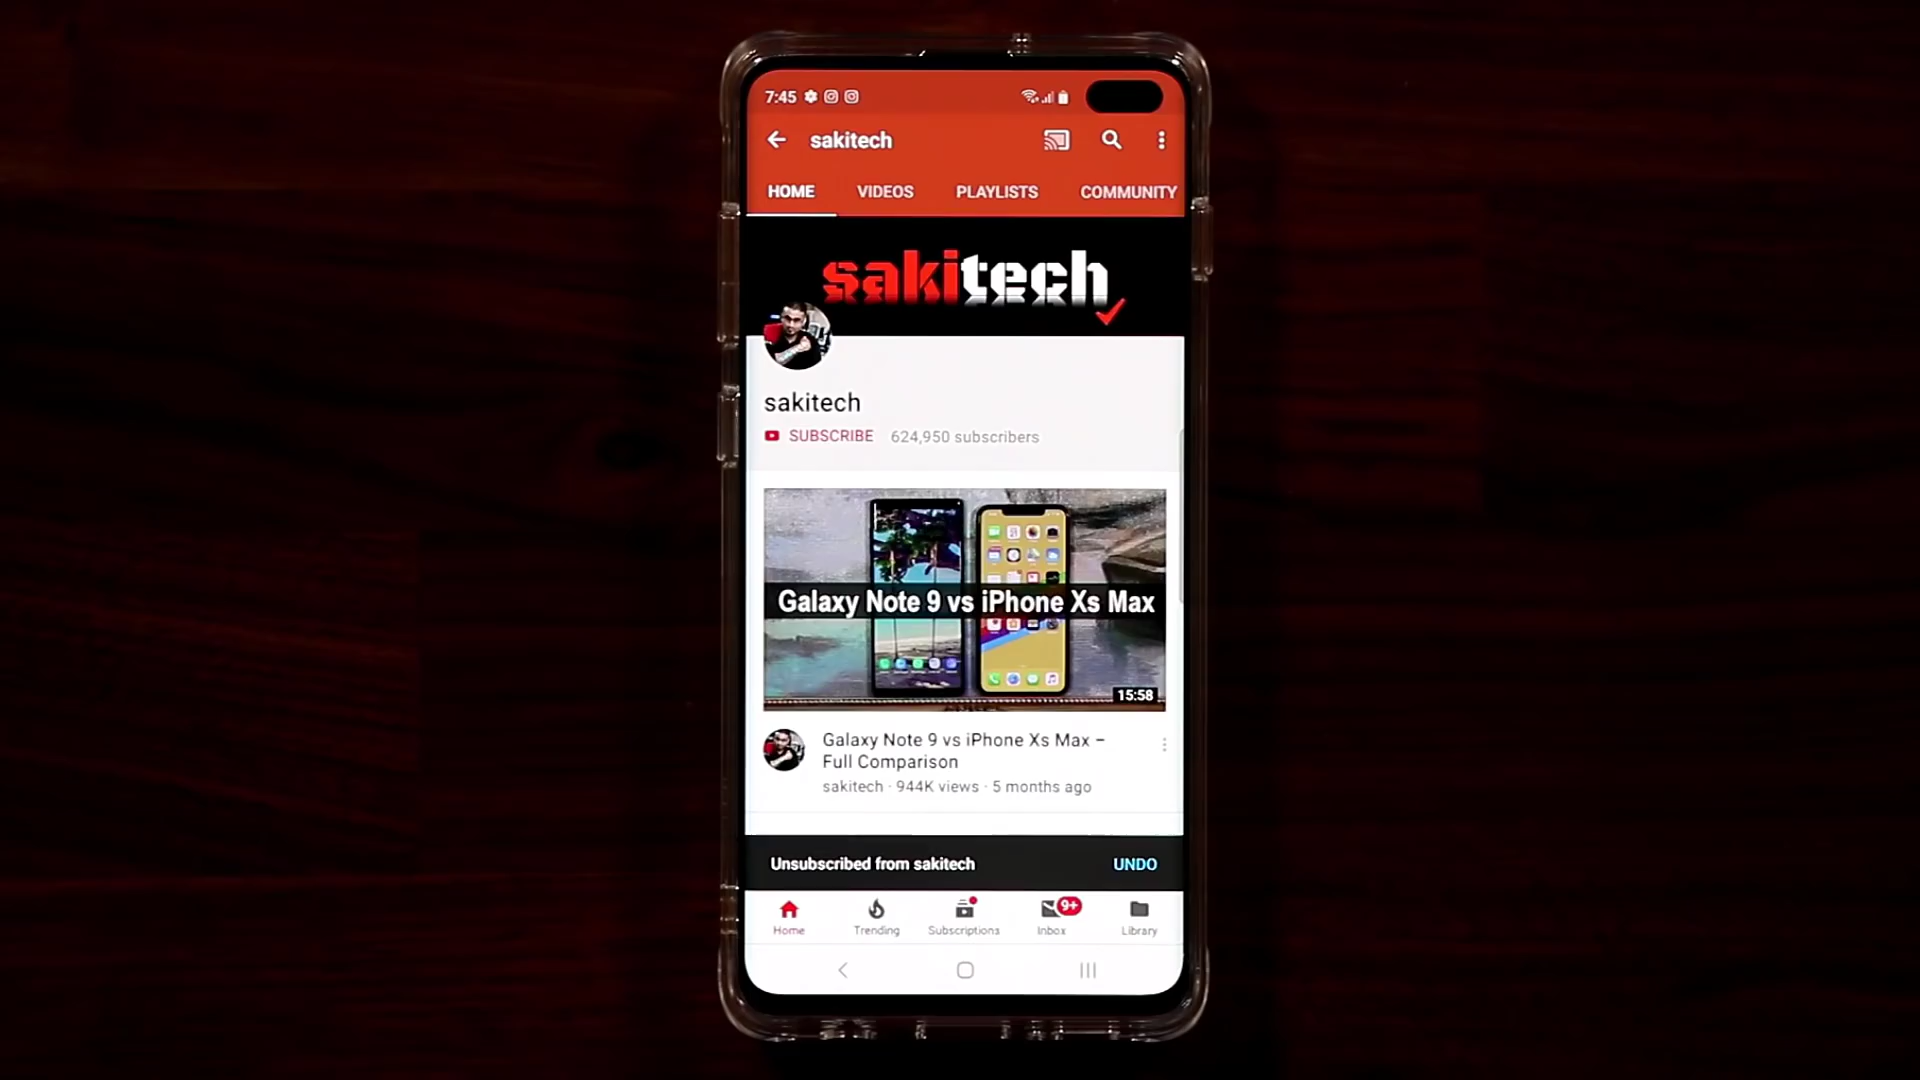 7:45
sakitech
HOME VIDEOS PLAYLISTS COMMUNITY
sakitech
sakitech
SUBSCRIBE 624,950 subscribers
Galaxy Note 9 vs iPhone Xs Max
15:58
Galaxy Note 9 vs iPhone Xs Max –
Full Comparison
sakitech · 944K views · 5 months ago
Unsubscribed from sakitech UNDO
9+
Home Trending Subscriptions Inbox Library